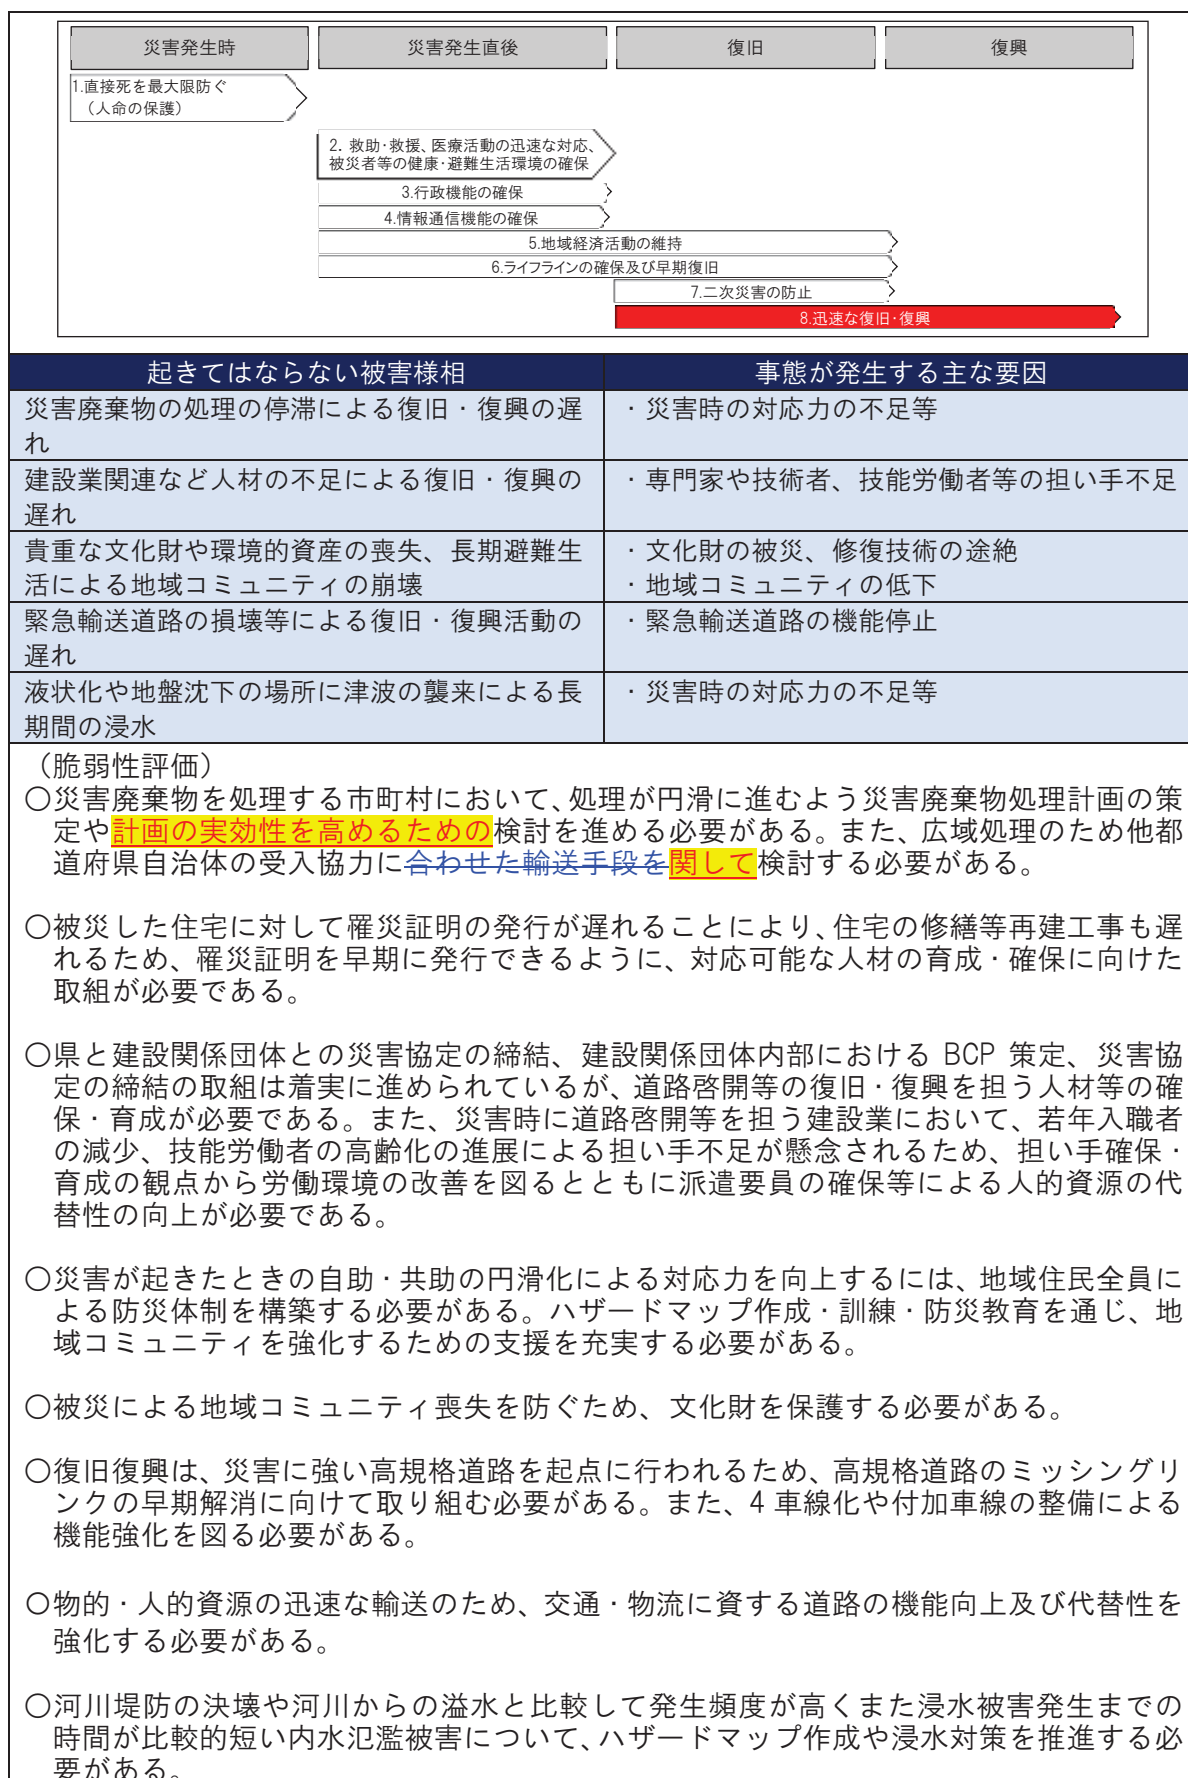 災害発生時 災害発生直後 復旧 復興
1.直接死を最大限防ぐ
（人命の保護）
2. 救助・救援、医療活動の迅速な対応、
被災者等の健康・避難生活環境の確保
3.行政機能の確保
4.情報通信機能の確保
5.地域経済活動の維持
6.ライフラインの確保及び早期復旧
7.二次災害の防止
8.迅速な復旧・復興
起きてはならない被害様相 事態が発生する主な要因
災害廃棄物の処理の停滞による復旧・復興の遅
れ
・災害時の対応力の不足等
建設業関連など人材の不足による復旧・復興の
遅れ
・専門家や技術者、技能労働者等の担い手不足
貴重な文化財や環境的資産の喪失、長期避難生
活による地域コミュニティの崩壊
・文化財の被災、修復技術の途絶
・地域コミュニティの低下
緊急輸送道路の損壊等による復旧・復興活動の
遅れ
・緊急輸送道路の機能停止
液状化や地盤沈下の場所に津波の襲来による長
期間の浸水
・災害時の対応力の不足等
（脆弱性評価）
〇災害廃棄物を処理する市町村において、処理が円滑に進むよう災害廃棄物処理計画の策
定や計画の実効性を高めるための検討を進める必要がある。また、広域処理のため他都
道府県自治体の受入協力に合わせた輸送手段を関して検討する必要がある。
〇被災した住宅に対して罹災証明の発行が遅れることにより、住宅の修繕等再建工事も遅
れるため、罹災証明を早期に発行できるように、対応可能な人材の育成・確保に向けた
取組が必要である。
〇県と建設関係団体との災害協定の締結、建設関係団体内部における BCP 策定、災害協
定の締結の取組は着実に進められているが、道路啓開等の復旧・復興を担う人材等の確
保・育成が必要である。また、災害時に道路啓開等を担う建設業において、若年入職者
の減少、技能労働者の高齢化の進展による担い手不足が懸念されるため、担い手確保・
育成の観点から労働環境の改善を図るとともに派遣要員の確保等による人的資源の代
替性の向上が必要である。
〇災害が起きたときの自助・共助の円滑化による対応力を向上するには、地域住民全員に
よる防災体制を構築する必要がある。ハザードマップ作成・訓練・防災教育を通じ、地
域コミュニティを強化するための支援を充実する必要がある。
〇被災による地域コミュニティ喪失を防ぐため、文化財を保護する必要がある。
〇復旧復興は、災害に強い高規格道路を起点に行われるため、高規格道路のミッシングリ
ンクの早期解消に向けて取り組む必要がある。また、4 車線化や付加車線の整備による
機能強化を図る必要がある。
〇物的・人的資源の迅速な輸送のため、交通・物流に資する道路の機能向上及び代替性を
強化する必要がある。
〇河川堤防の決壊や河川からの溢水と比較して発生頻度が高くまた浸水被害発生までの
時間が比較的短い内水氾濫被害について、ハザードマップ作成や浸水対策を推進する必
要がある。